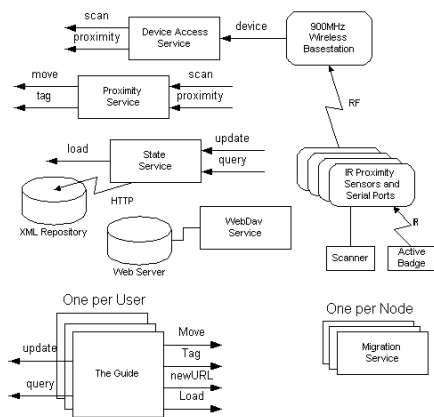 scan
proximity
Device Access
Service
device
900MHz
Wireless
Basestation
move
tag
Proximity
Service
scan
proximity
RF
load
State
Service
update
query
HTTP
XML Repository
IR Proximity
Sensors and
Serial Ports
WebDav
Service
Web Server
IR
Scanner
Active
Badge
One per User
update
query
The Guide
Move
Tag
newURL
Load
One per Node
Migration
Service